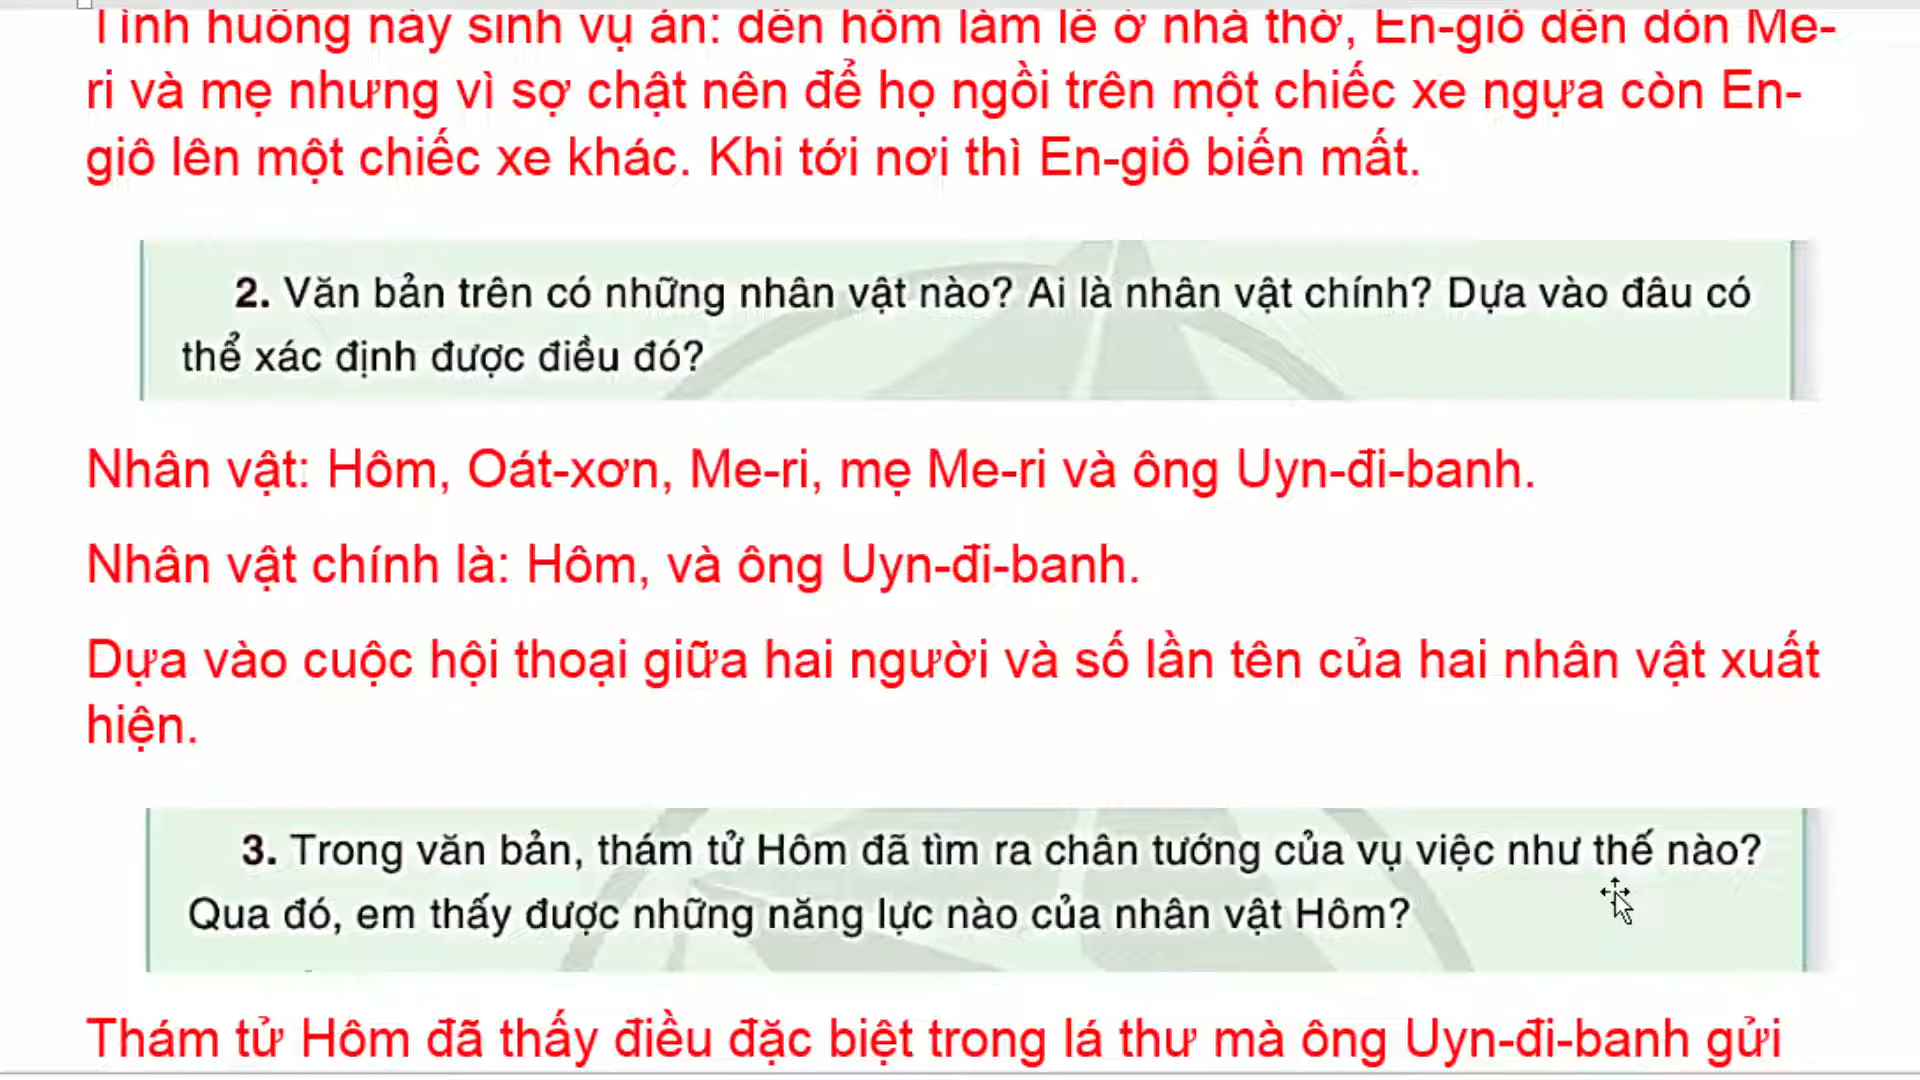 Tình huống nảy sinh vụ án: đến hôm làm lễ ở nhà thờ, En-giô đến đón Me-
ri và mẹ nhưng vì sợ chật nên để họ ngồi trên một chiếc xe ngựa còn En-
giô lên một chiếc xe khác. Khi tới nơi thì En-giô biến mất.
2. Văn bản trên có những nhân vật nào? Ai là nhân vật chính? Dựa vào đâu có
thể xác định được điều đó?
Nhân vật: Hôm, Oát-xơn, Me-ri, mẹ Me-ri và ông Uyn-đi-banh.
Nhân vật chính là: Hôm, và ông Uyn-đi-banh.
Dựa vào cuộc hội thoại giữa hai người và số lần tên của hai nhân vật xuất
hiện.
3. Trong văn bản, thám tử Hôm đã tìm ra chân tướng của vụ việc như thế nào?
Qua đó, em thấy được những năng lực nào của nhân vật Hôm?
Thám tử Hôm đã thấy điều đặc biệt trong lá thư mà ông Uyn-đi-banh gửi